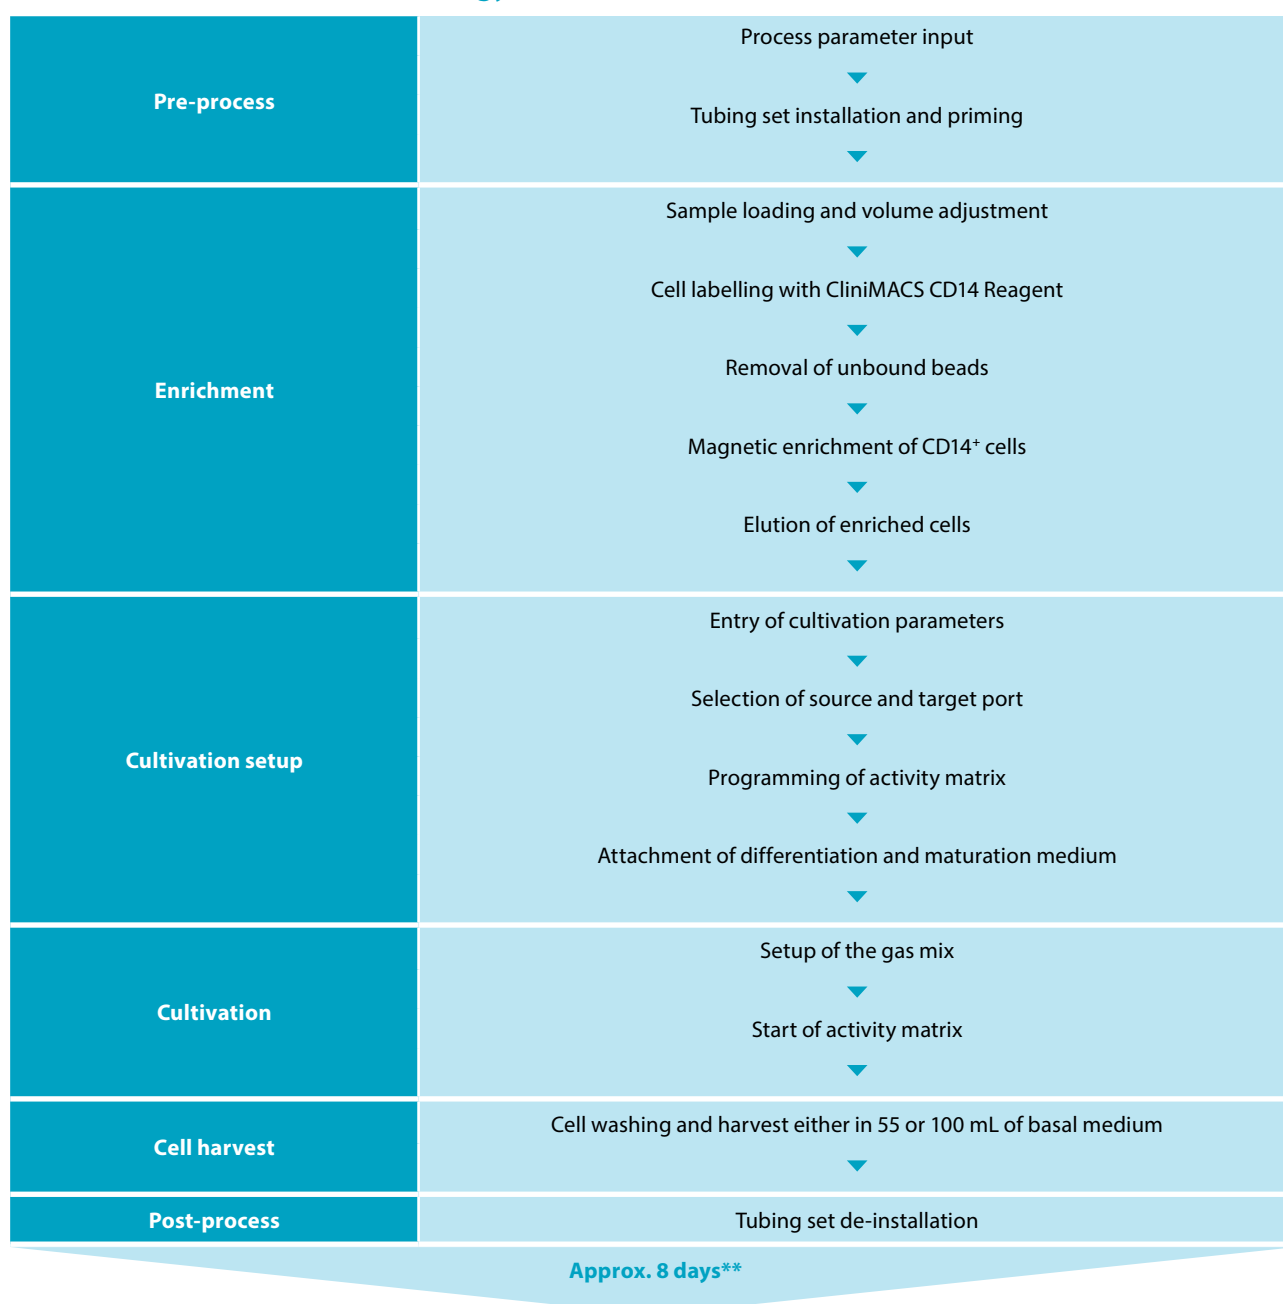 Pre-process
Process parameter input
Tubing set installation and priming
Enrichment
Sample loading and volume adjustment
Cell labelling with CliniMACS CD14 Reagent
Removal of unbound beads
Magnetic enrichment of CD14⁺ cells
Elution of enriched cells
Cultivation setup
Entry of cultivation parameters
Selection of source and target port
Programming of activity matrix
Attachment of differentiation and maturation medium
Cultivation
Setup of the gas mix
Start of activity matrix
Cell harvest
Cell washing and harvest either in 55 or 100 mL of basal medium
Post-process
Tubing set de-installation
Approx. 8 days**